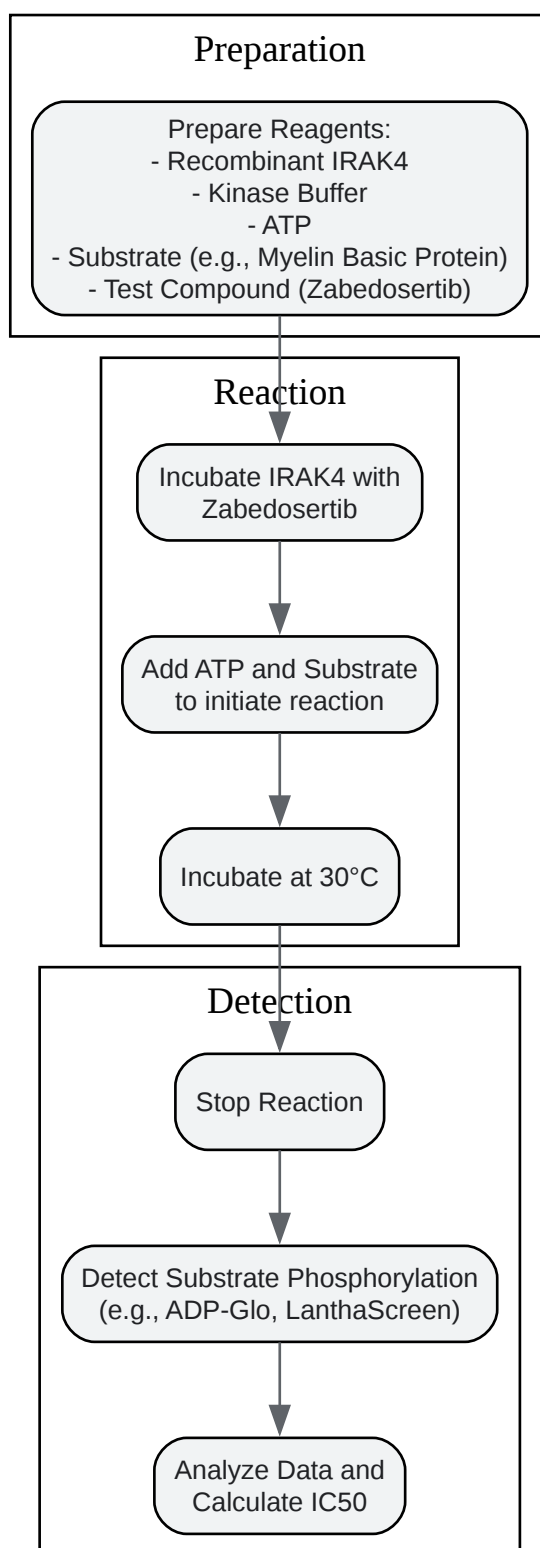 Preparation
Prepare Reagents:
- Recombinant IRAK4
- Kinase Buffer
- ATP
- Substrate (e.g., Myelin Basic Protein)
- Test Compound (Zabedosertib)
Reaction
Incubate IRAK4 with
Zabedosertib
Add ATP and Substrate
to initiate reaction
Incubate at 30°C
Detection
Stop Reaction
Detect Substrate Phosphorylation
(e.g., ADP-Glo, LanthaScreen)
Analyze Data and
Calculate IC50